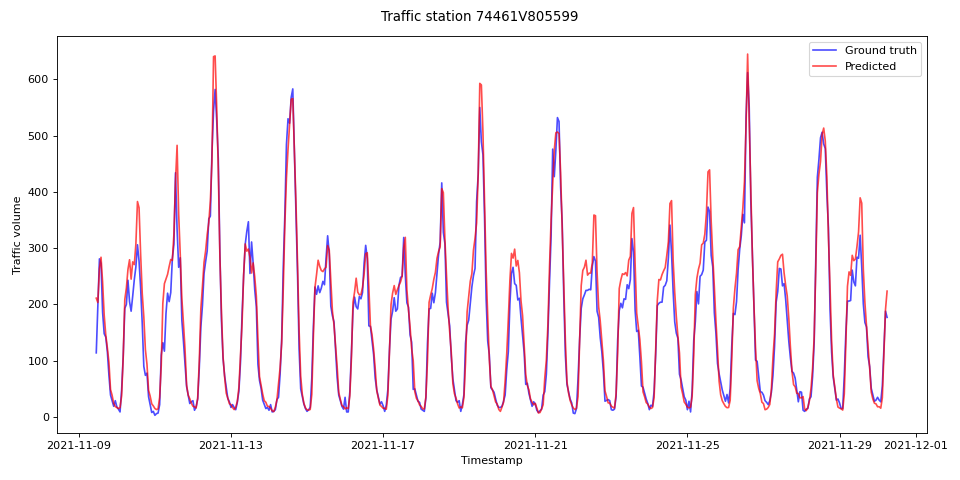 Traffic station 74461V805599
Ground truth
Predicted
Traffic volume
600
500
400
300
200
100
0
2021-11-09
2021-11-13
2021-11-17
2021-11-21
2021-11-25
2021-11-29
2021-12-01
Timestamp